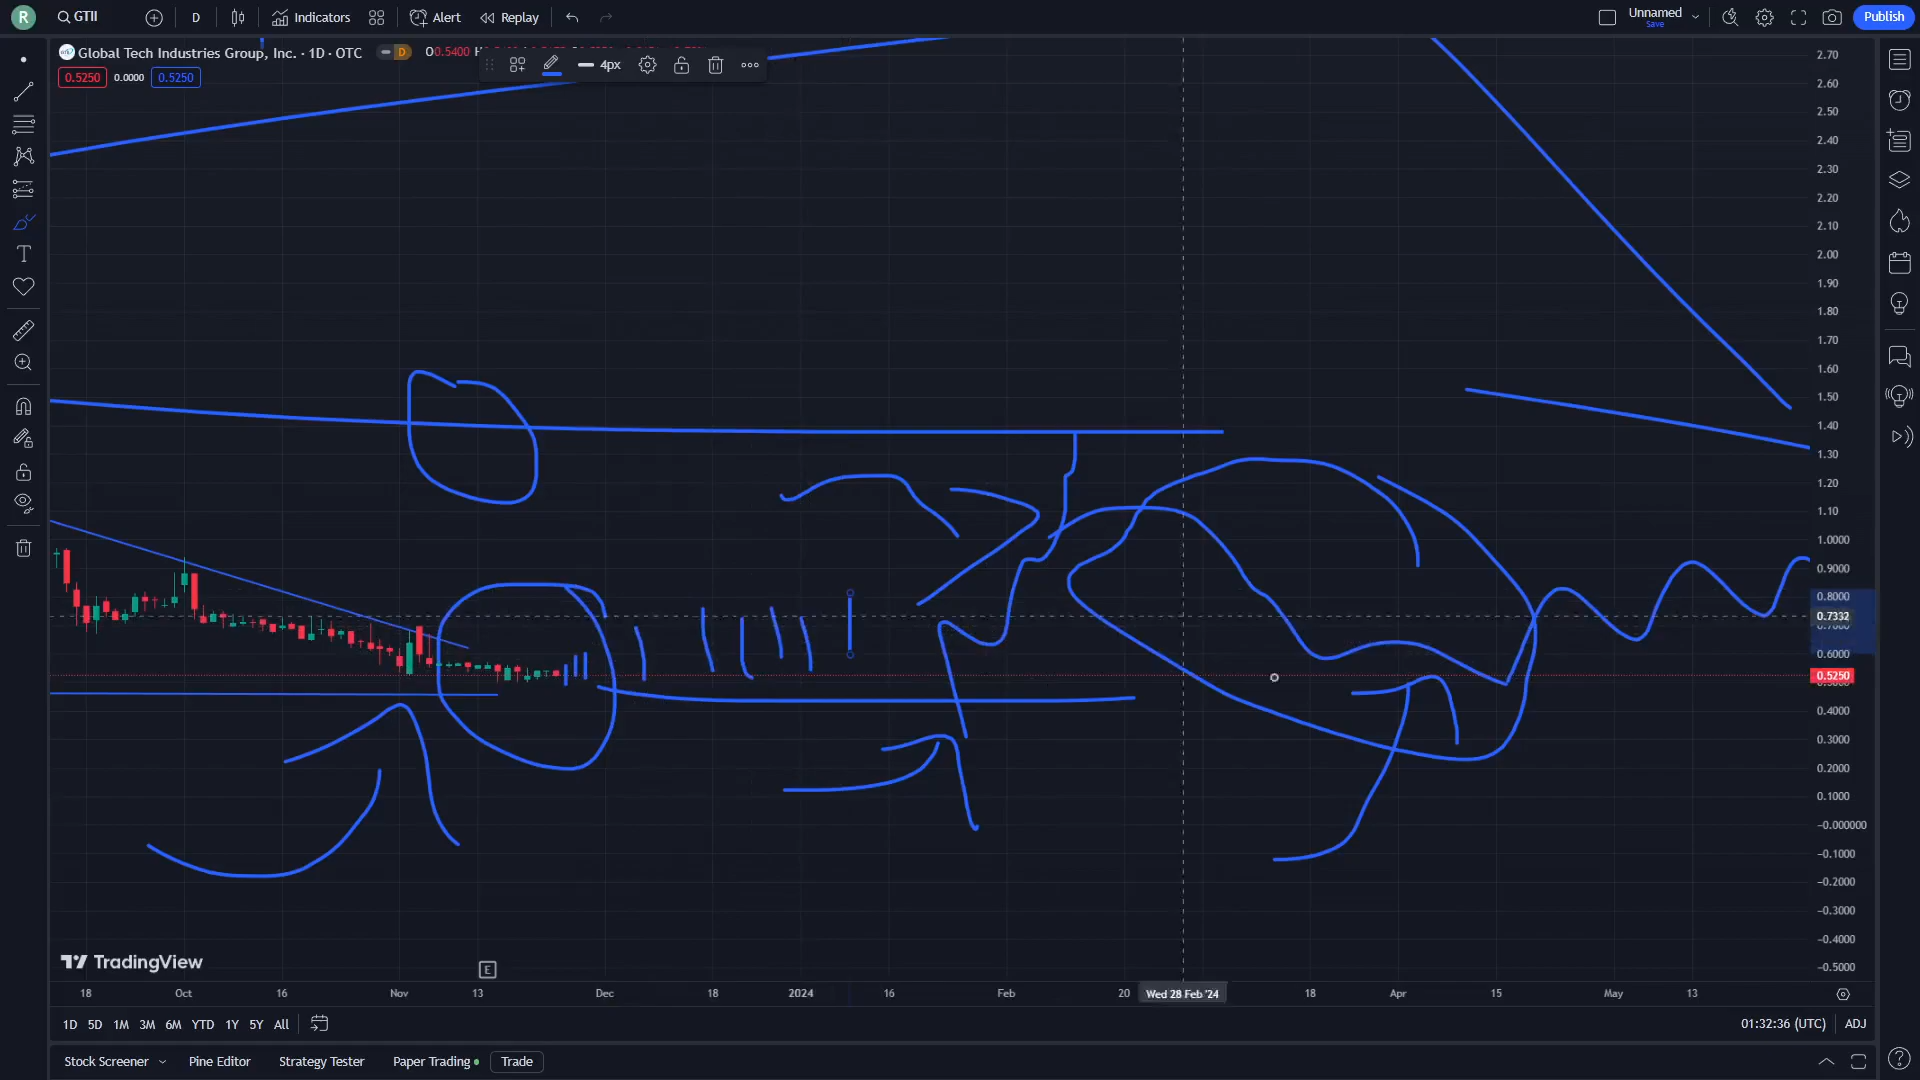 R
GTII
D
Indicators
Alert
Replay
Unnamed
Save
Publish
Global Tech Industries Group, Inc. · 1D · OTC
D
O0.5400
0.5250
0.0000
0.5250
4px
2.70
2.60
2.50
2.40
2.30
2.20
2.10
2.00
1.90
1.80
1.70
1.60
1.50
1.40
1.30
1.20
1.10
1.0000
0.9000
0.8000
0.7332
0.6000
0.5250
0.4000
0.3000
0.2000
0.1000
−0.000000
−0.1000
−0.2000
−0.3000
−0.4000
−0.5000
TradingView
E
18
Oct
16
Nov
13
Dec
18
2024
16
Feb
20
Wed 28 Feb '24
18
Apr
15
May
13
1D
5D
1M
3M
6M
YTD
1Y
5Y
All
01:32:36 (UTC)
ADJ
Stock Screener
Pine Editor
Strategy Tester
Paper Trading
Trade